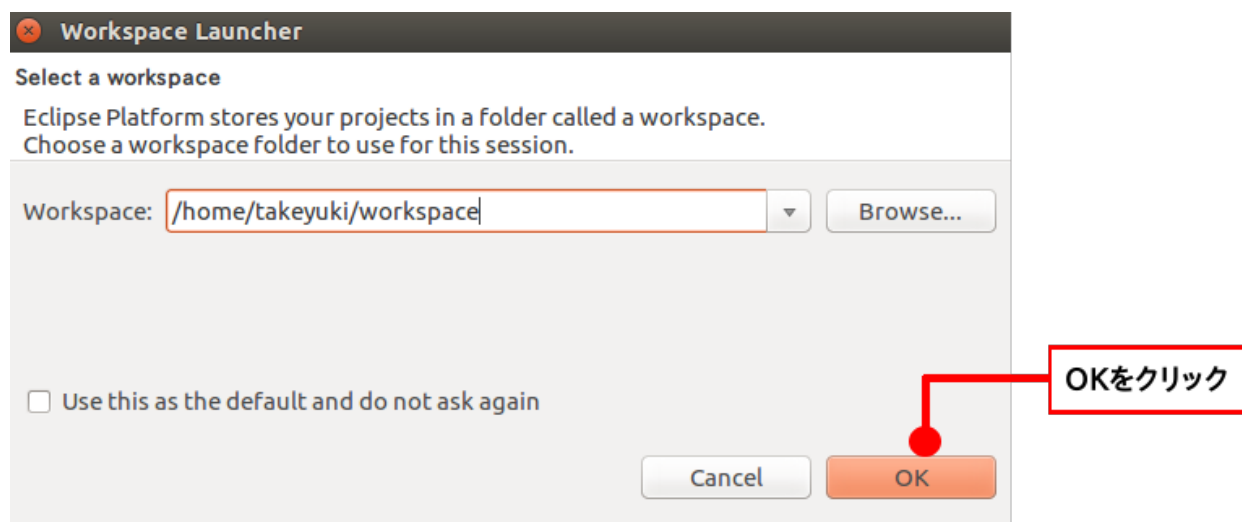 Workspace Launcher
Select a workspace
Eclipse Platform stores your projects in a folder called a workspace.
Choose a workspace folder to use for this session.
Workspace: /home/takeyuki/workspace Browse...
OKをクリック
Use this as the default and do not ask again
Cancel OK